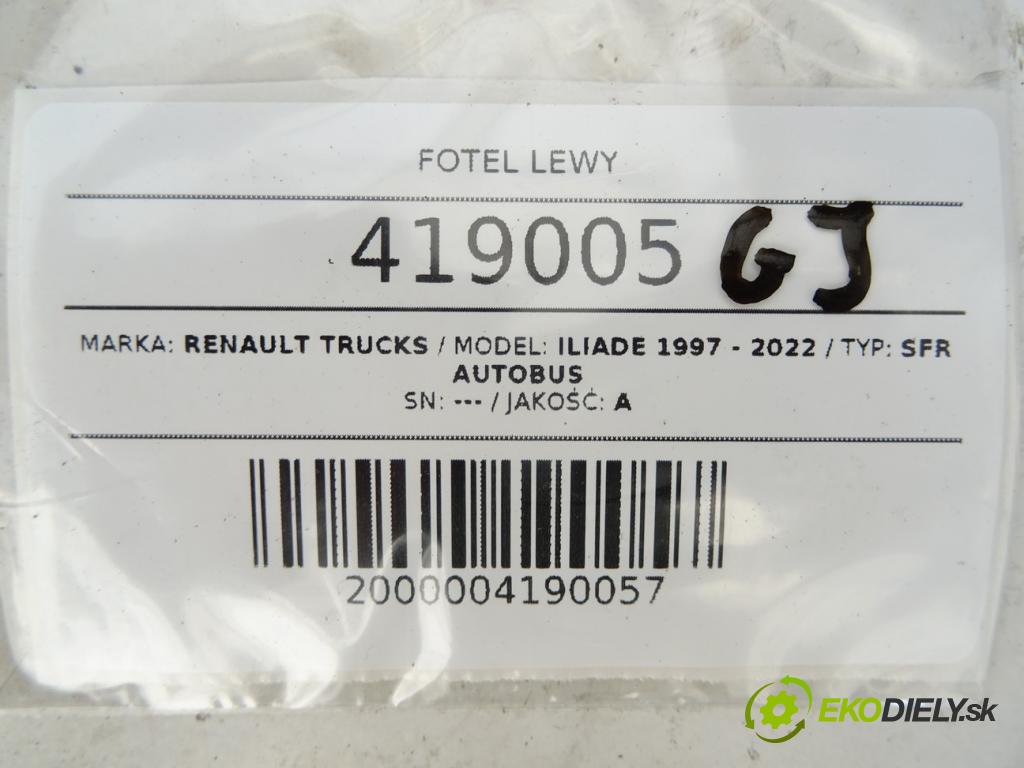 FOTEL LEWY
419005 GJ
MARKA: RENAULT TRUCKS / MODEL: ILIADE 1997 - 2022 / TYP: SFR
AUTOBUS
SN: --- / JAKOŚĆ: A
2000004190057
EKODIELY.sk